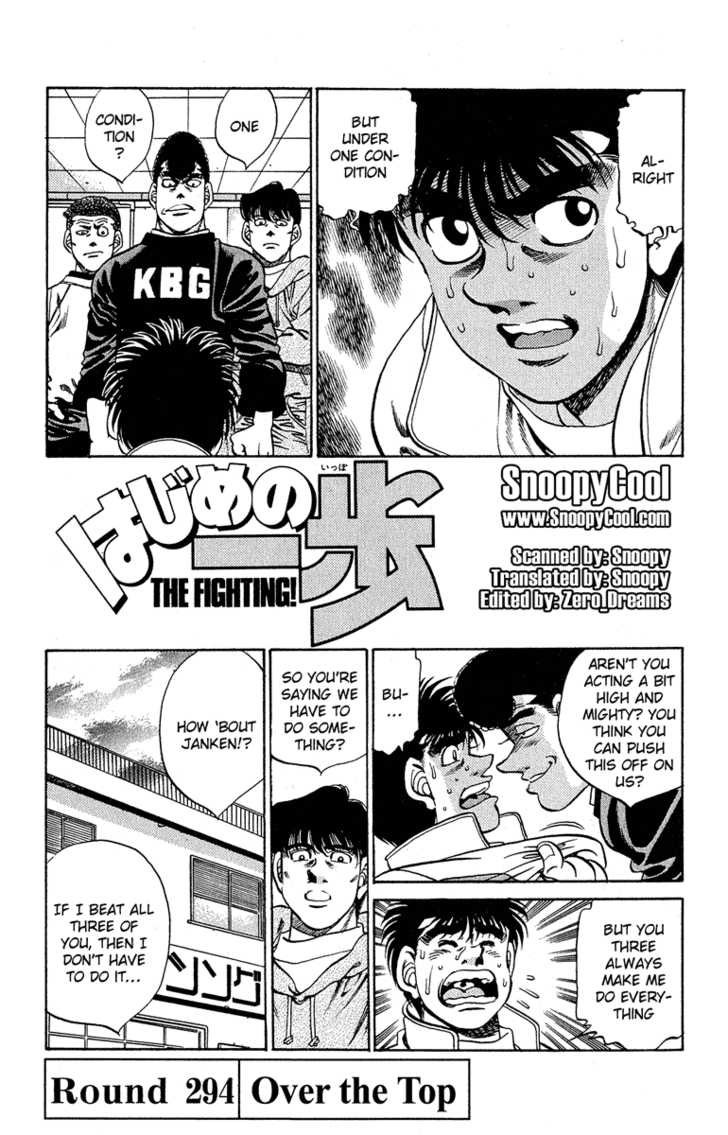 AL-
RIGHT
BUT
UNDER
ONE CON-
DITION
ONE
CONDI-
TION
?
KBG
いっぽ
はじめの一歩
THE FIGHTING!
SnoopyCool
www.SnoopyCool.com
Scanned by: Snoopy
Translated by: Snoopy
Edited by: Zero_Dreams
AREN'T YOU
ACTING A BIT
HIGH AND
MIGHTY? YOU
THINK YOU
CAN PUSH
THIS OFF ON
US?
BU-
...
SO YOU'RE
SAYING WE
HAVE TO
DO SOME-
THING?
HOW 'BOUT
JANKEN!?
BUT YOU
THREE
ALWAYS
MAKE ME
DO EVERY-
THING
IF I BEAT ALL
THREE OF
YOU, THEN I
DON'T HAVE
TO DO IT...
シング
Round 294
Over the Top